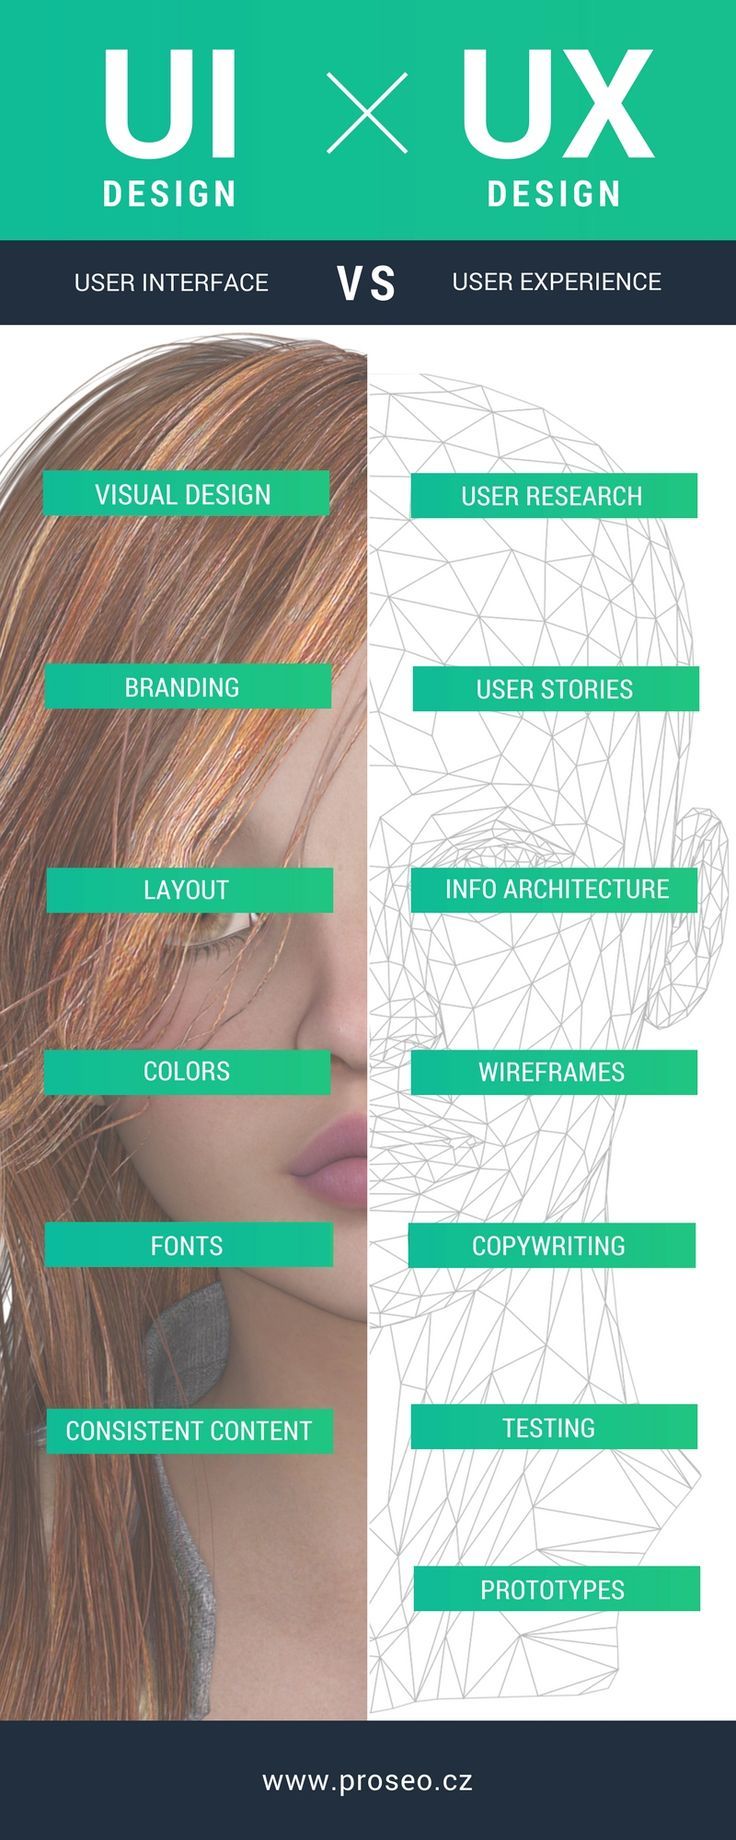 UI × UX
DESIGN DESIGN
USER INTERFACE VS USER EXPERIENCE
VISUAL DESIGN
USER RESEARCH
BRANDING
USER STORIES
LAYOUT
INFO ARCHITECTURE
COLORS
WIREFRAMES
FONTS
COPYWRITING
CONSISTENT CONTENT
TESTING
PROTOTYPES
www.proseo.cz